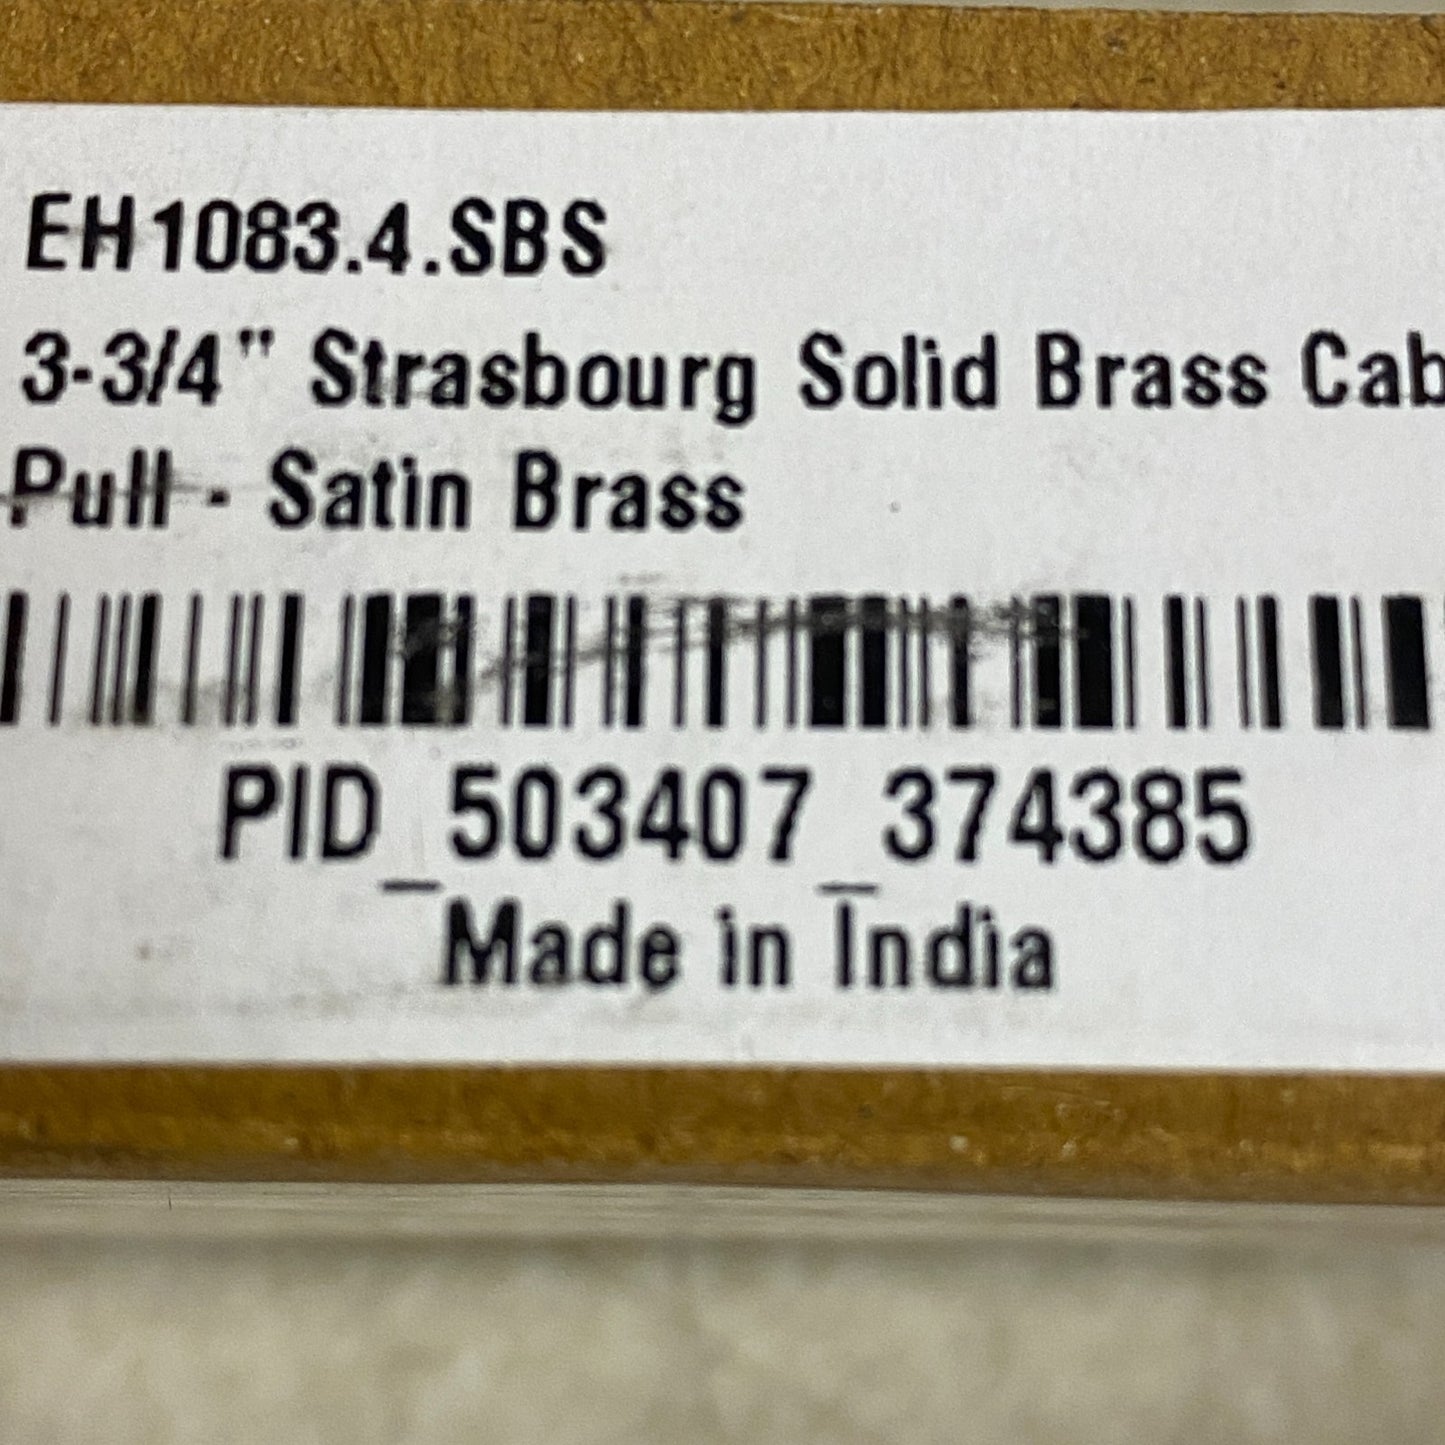 EH1083.4.SBS
3-3/4" Strasbourg Solid Brass Cab
Pull - Satin Brass
PID_503407_374385
Made in India